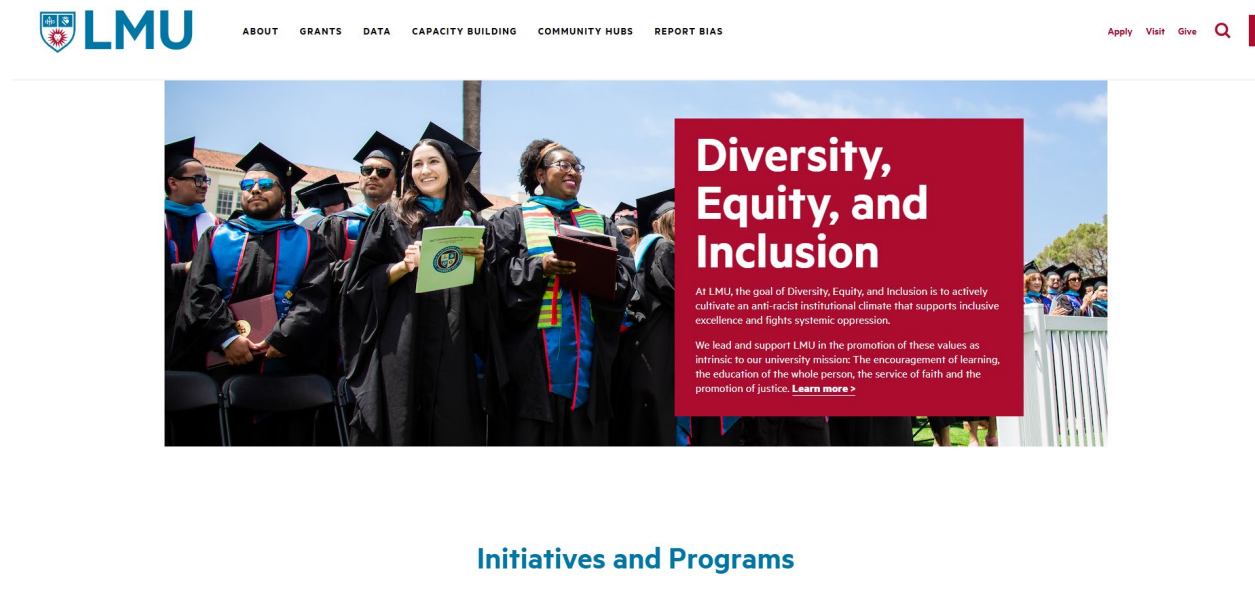 LMU
ABOUT GRANTS DATA CAPACITY BUILDING COMMUNITY HUBS REPORT BIAS
Apply Visit Give
Diversity,
Equity, and
Inclusion
At LMU, the goal of Diversity, Equity, and Inclusion is to actively
cultivate an anti-racist institutional climate that supports inclusive
excellence and fights systemic oppression.
We lead and support LMU in the promotion of these values as
intrinsic to our university mission: The encouragement of learning,
the education of the whole person, the service of faith and the
promotion of justice. Learn more >
Initiatives and Programs